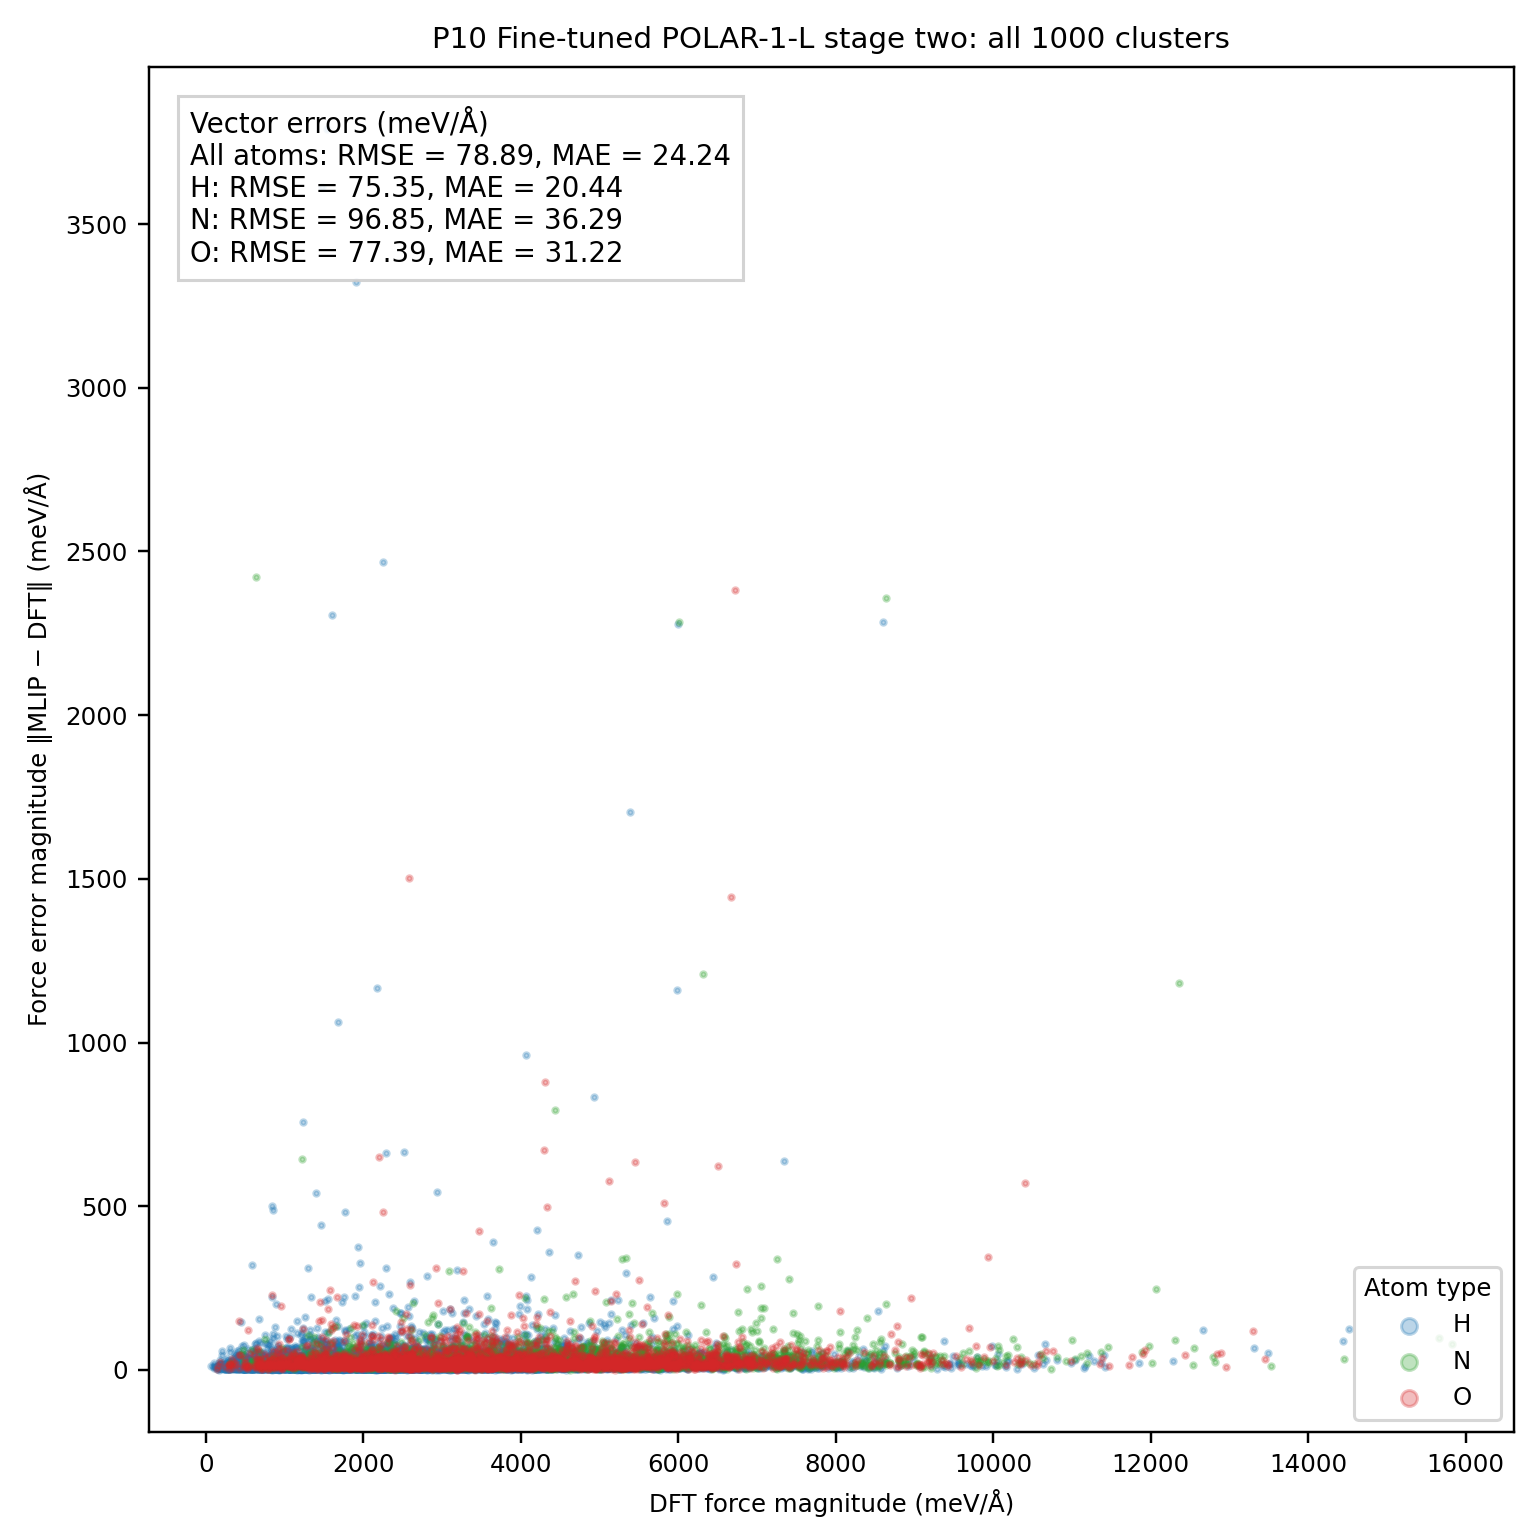 P10 Fine-tuned POLAR-1-L stage two: all 1000 clusters
Vector errors (meV/Å)
All atoms: RMSE = 78.89, MAE = 24.24
H: RMSE = 75.35, MAE = 20.44
N: RMSE = 96.85, MAE = 36.29
O: RMSE = 77.39, MAE = 31.22
Force error magnitude ‖MLIP − DFT‖ (meV/Å)
3500
3000
2500
2000
1500
1000
500
0
Atom type
H
N
O
0 2000 4000 6000 8000 10000 12000 14000 16000
DFT force magnitude (meV/Å)